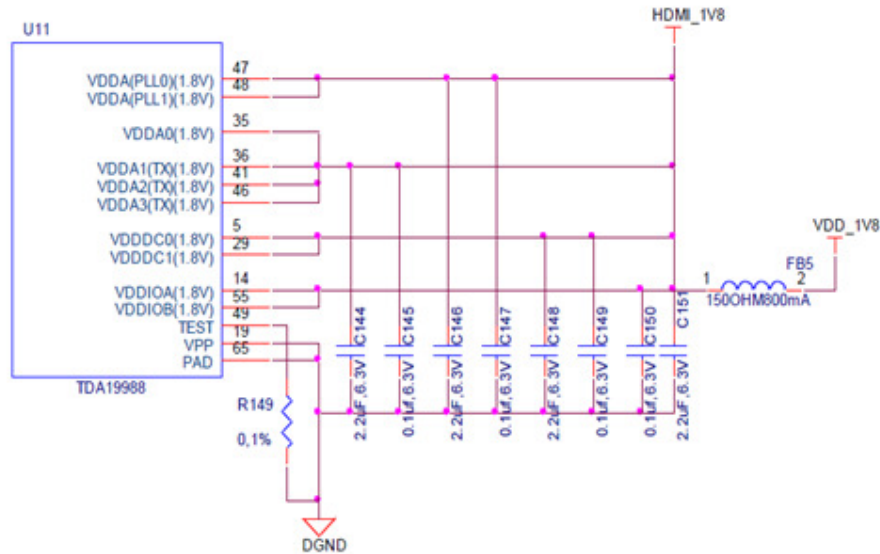 HDMI_1V8
U11
47
VDDA(PLL0)(1.8V)
48
VDDA(PLL1)(1.8V)
35
VDDA0(1.8V)
36
VDDA1(TX)(1.8V)
41
VDDA2(TX)(1.8V)
46
VDDA3(TX)(1.8V)
5
VDDDC0(1.8V)
29
VDDDC1(1.8V)
14
VDDIOA(1.8V)
55
VDDIOB(1.8V)
49
TEST
19
VPP
65
PAD
TDA19988
VDD_1V8
1
FB5
2
150OHM800mA
C144
C145
C146
C147
C148
C149
C150
C151
2.2uF,6.3V
0.1uf,6.3V
2.2uF,6.3V
0.1uf,6.3V
2.2uF,6.3V
0.1uf,6.3V
0.1uf,6.3V
2.2uF,6.3V
R149
0,1%
DGND